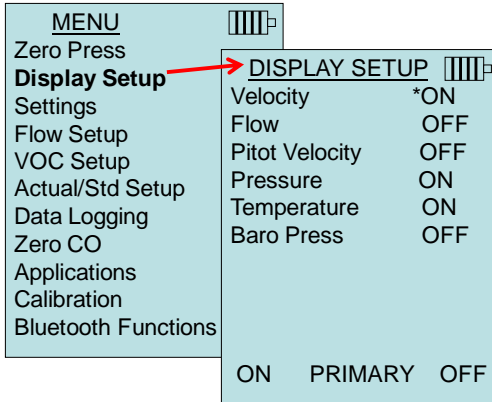 MENU
Zero Press
Display Setup
Settings
Flow Setup
VOC Setup
Actual/Std Setup
Data Logging
Zero CO
Applications
Calibration
Bluetooth Functions
DISPLAY SETUP
Velocity *ON
Flow OFF
Pitot Velocity OFF
Pressure ON
Temperature ON
Baro Press OFF
ON PRIMARY OFF